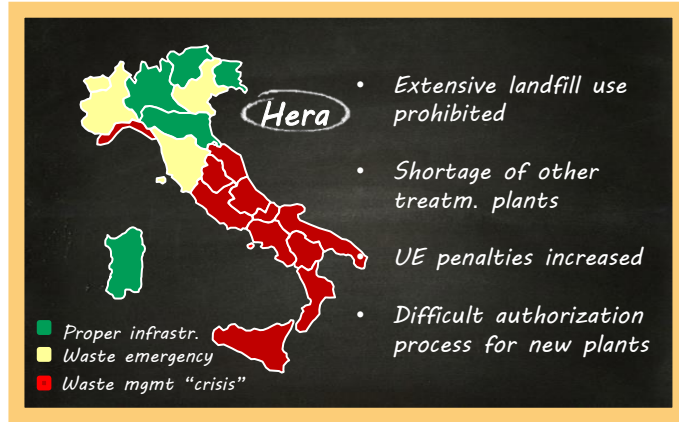 Hera
• Extensive landfill use
prohibited
• Shortage of other
treatm. plants
• UE penalties increased
• Difficult authorization
process for new plants
Proper infrastr.
Waste emergency
Waste mgmt “crisis”